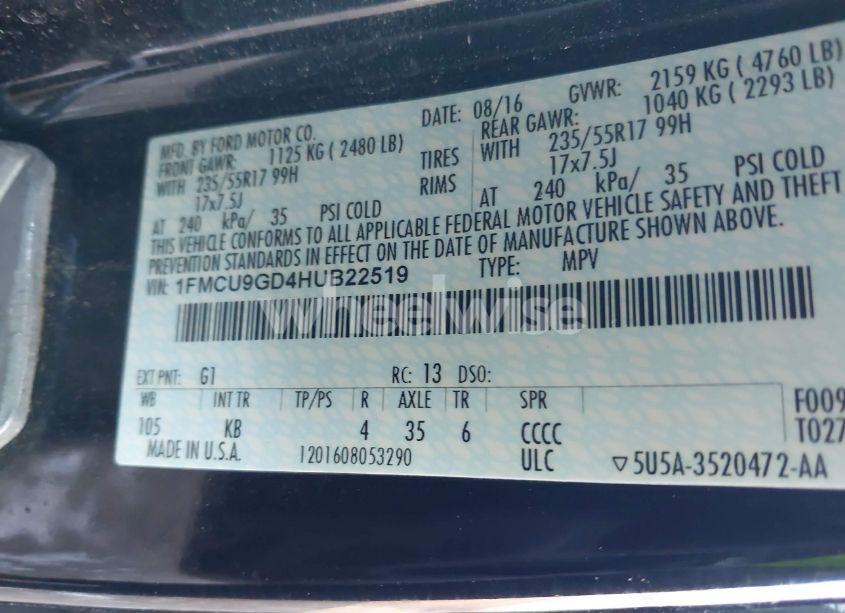 MFD. BY FORD MOTOR CO. DATE: 08/16 GVWR: 2159 KG ( 4760 LB)
FRONT GAWR: 1125 KG ( 2480 LB) REAR GAWR: 1040 KG ( 2293 LB)
WITH 235/55R17 99H TIRES WITH 235/55R17 99H
17x7.5J RIMS 17x7.5J
AT 240 kPa/ 35 PSI COLD AT 240 kPa/ 35 PSI COLD
THIS VEHICLE CONFORMS TO ALL APPLICABLE FEDERAL MOTOR VEHICLE SAFETY AND THEFT
PREVENTION STANDARDS IN EFFECT ON THE DATE OF MANUFACTURE SHOWN ABOVE.
VIN: 1FMCU9GD4HUB22519 TYPE: MPV
wheelwise
EXT PNT: G1 RC: 13 DSO:
WB INT TR TP/PS R AXLE TR SPR F009
105 KB 4 35 6 CCCC T027
MADE IN U.S.A. 1201608053290 ULC ▽5U5A-3520472-AA